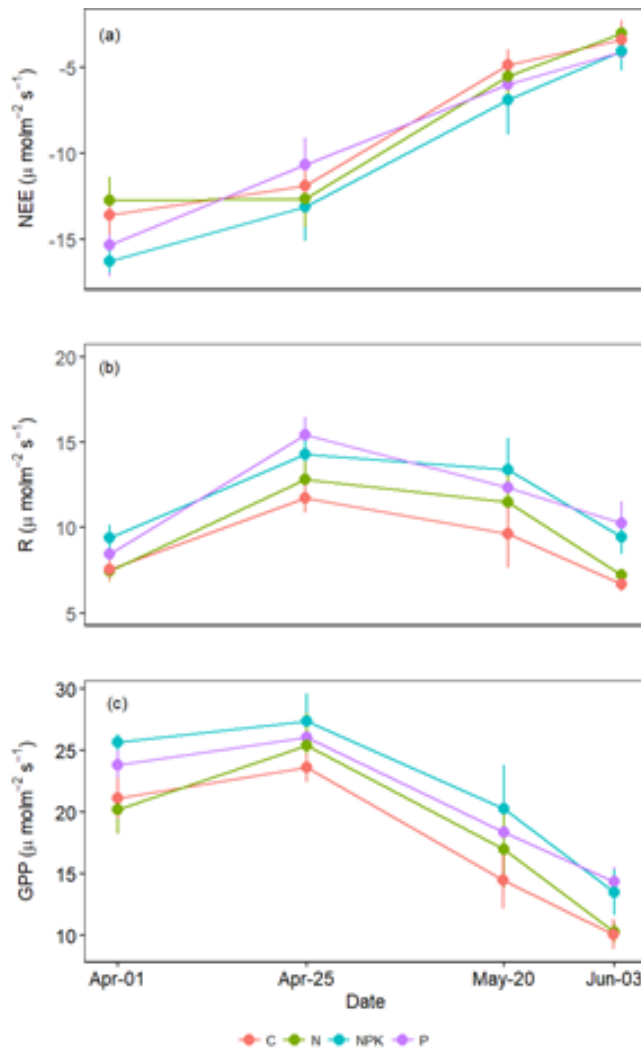 (a)
-5
-10
-15
NEE (μ molm−2 s−1)
(b)
20
15
10
5
R (μ molm−2 s−1)
(c)
30
25
20
15
10
GPP (μ molm−2 s−1)
Apr-01 Apr-25 May-20 Jun-03
Date
C N NPK P